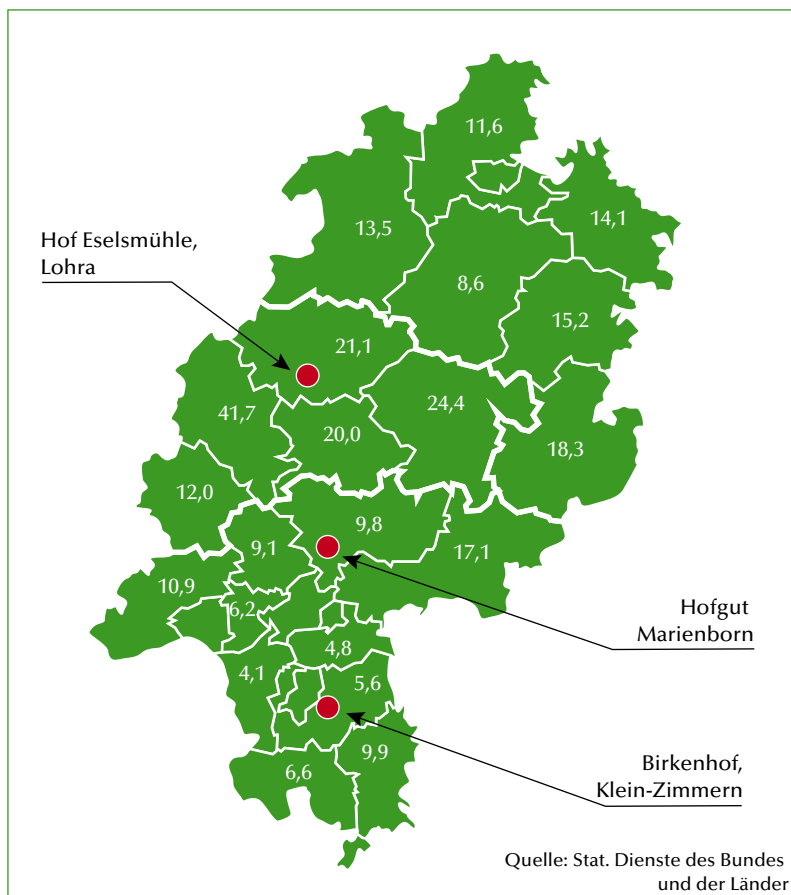 11,6
14,1
13,5
Hof Eselsmühle,
Lohra
8,6
15,2
21,1
41,7
24,4
20,0
18,3
12,0
9,8
9,1
17,1
10,9
6,2
Hofgut
Marienborn
4,8
4,1
5,6
9,9
6,6
Birkenhof,
Klein-Zimmern
Quelle: Stat. Dienste des Bundes
und der Länder